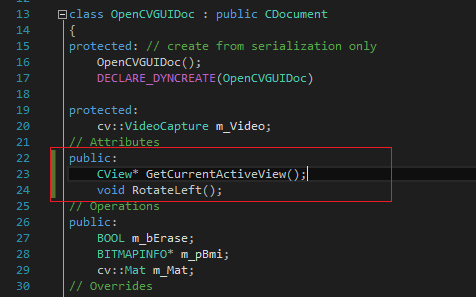 13 class OpenCVGUIDoc : public CDocument
14 {
15 protected: // create from serialization only
16 OpenCVGUIDoc();
17 DECLARE_DYNCREATE(OpenCVGUIDoc)
18
19 protected:
20 cv::VideoCapture m_Video;
21 // Attributes
22 public:
23 CView* GetCurrentActiveView();
24 void RotateLeft();
25 // Operations
26 public:
27 BOOL m_bErase;
28 BITMAPINFO* m_pBmi;
29 cv::Mat m_Mat;
30 // Overrides